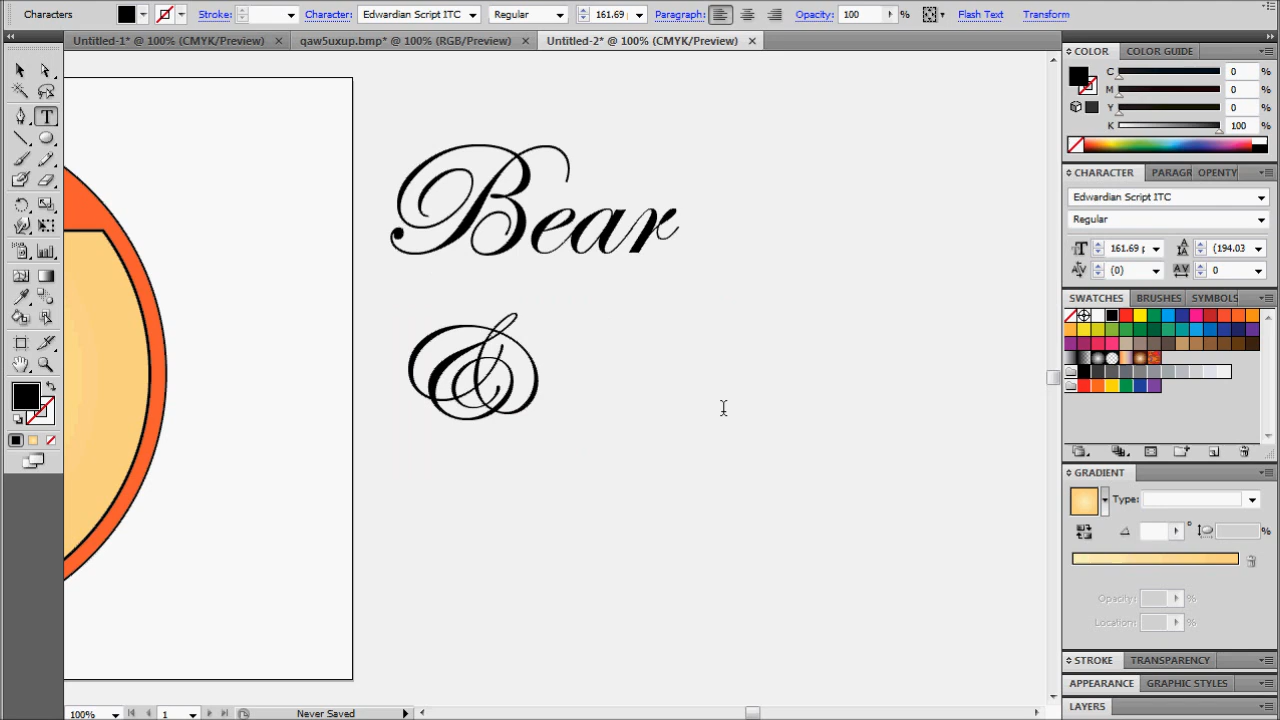 Characters Stroke: Character: Edwardian Script ITC Regular 161.69 Paragraph: Opacity: 100 % Flash Text Transform
Untitled-1* @ 100% (CMYK/Preview) qaw5uxup.bmp* @ 100% (RGB/Preview) Untitled-2* @ 100% (CMYK/Preview)
COLOR COLOR GUIDE
C 0 %
M 0 %
Y 0 %
K 100 %
CHARACTER PARAGR OPENTY
Edwardian Script ITC
Regular
161.69 p (194.03
(0) 0
SWATCHES BRUSHES SYMBOLS
GRADIENT
Type:
° %
Opacity: %
Location: %
STROKE TRANSPARENCY
APPEARANCE GRAPHIC STYLES
LAYERS
Bear
&
100% 1 Never Saved